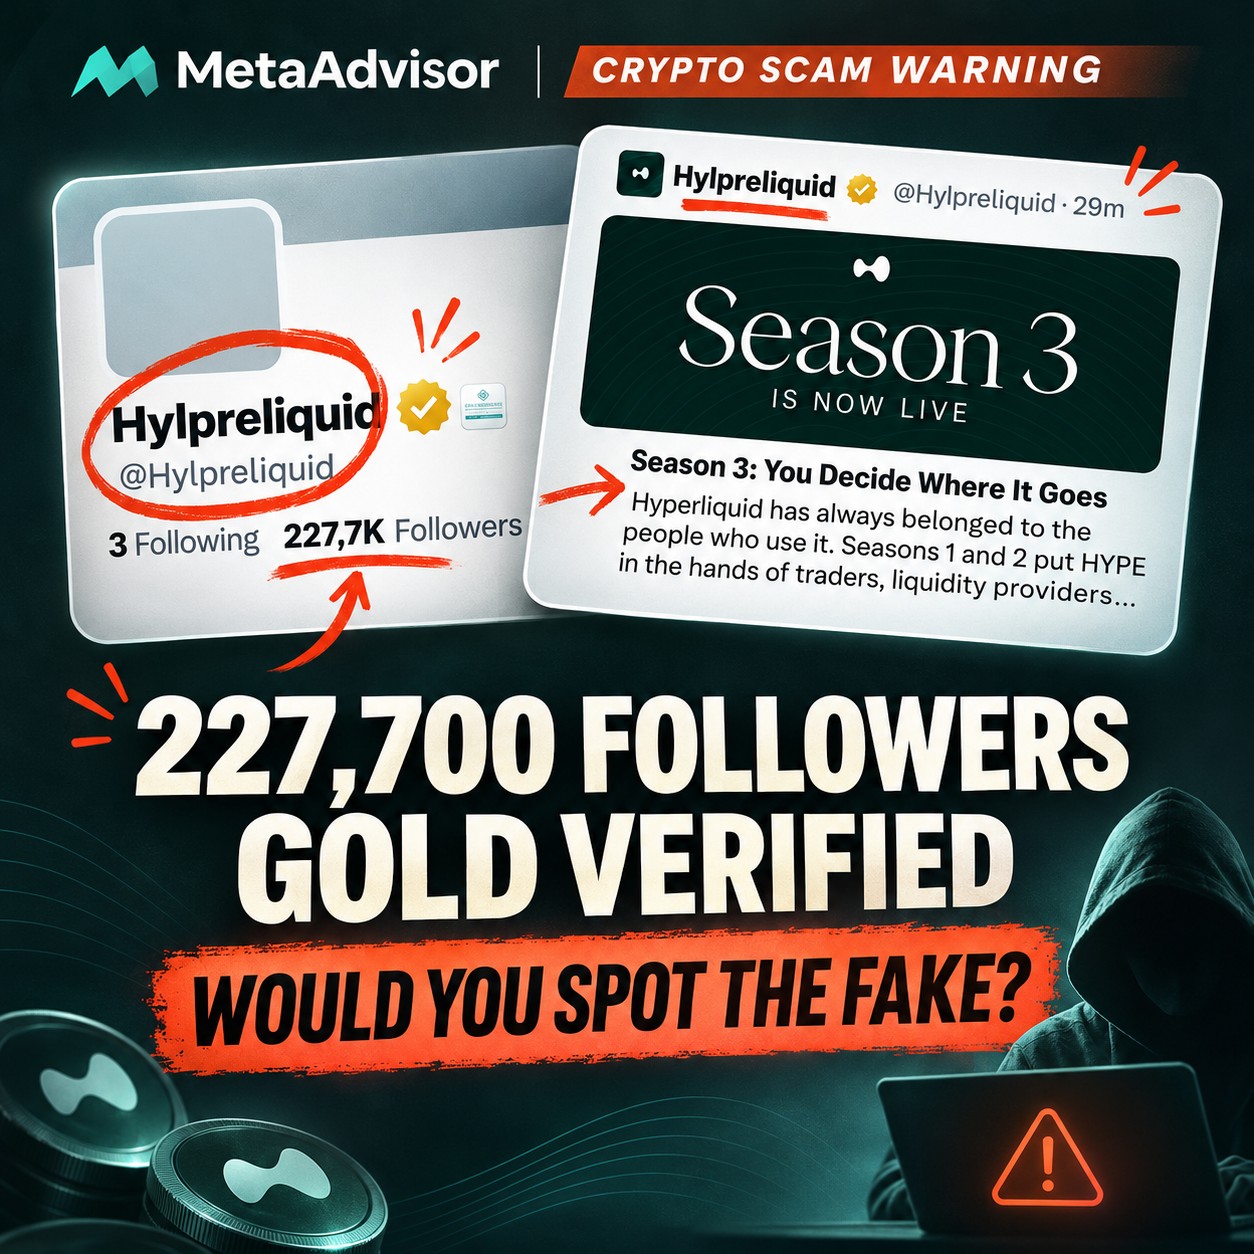 MetaAdvisor
CRYPTO SCAM WARNING
Hylpreliquid
@Hylpreliquid
3 Following 227,7K Followers
Hylpreliquid @Hylpreliquid · 29m
Season 3
IS NOW LIVE
Season 3: You Decide Where It Goes
Hyperliquid has always belonged to the
people who use it. Seasons 1 and 2 put HYPE
in the hands of traders, liquidity providers...
227,700 FOLLOWERS
GOLD VERIFIED
WOULD YOU SPOT THE FAKE?